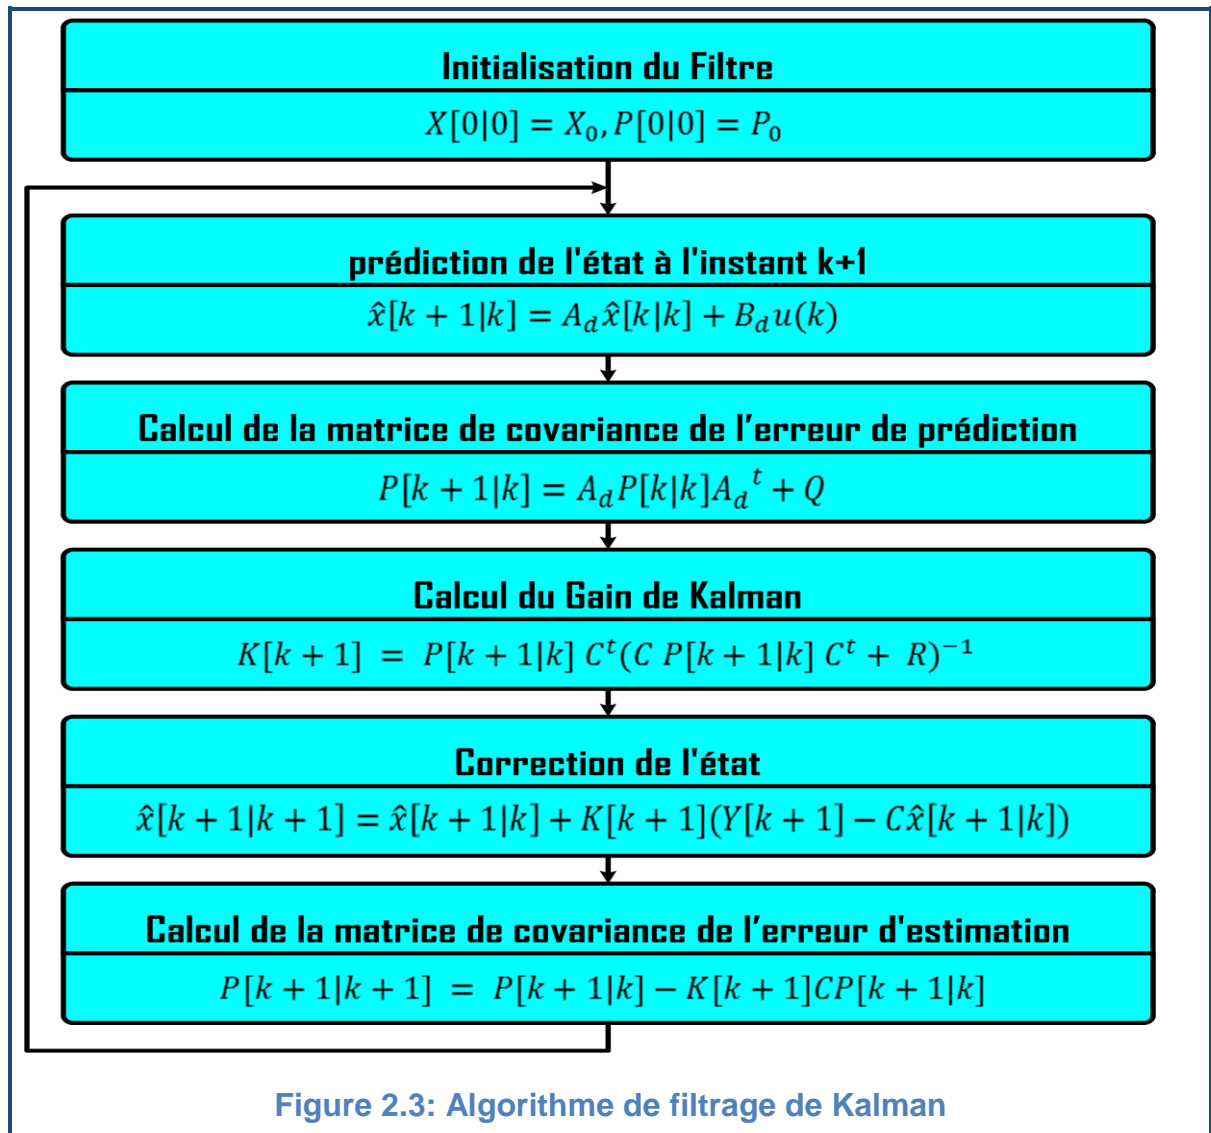 Initialisation du Filtre
X[0|0] = X₀, P[0|0] = P₀
prédiction de l'état à l'instant k+1
x̂[k + 1|k] = A_d x̂[k|k] + B_d u(k)
Calcul de la matrice de covariance de l’erreur de prédiction
P[k + 1|k] = A_d P[k|k]A_d^t + Q
Calcul du Gain de Kalman
K[k + 1] = P[k + 1|k] C^t(C P[k + 1|k] C^t + R)^−1
Correction de l'état
x̂[k + 1|k + 1] = x̂[k + 1|k] + K[k + 1](Y[k + 1] − Cx̂[k + 1|k])
Calcul de la matrice de covariance de l’erreur d'estimation
P[k + 1|k + 1] = P[k + 1|k] − K[k + 1]CP[k + 1|k]
Figure 2.3: Algorithme de filtrage de Kalman